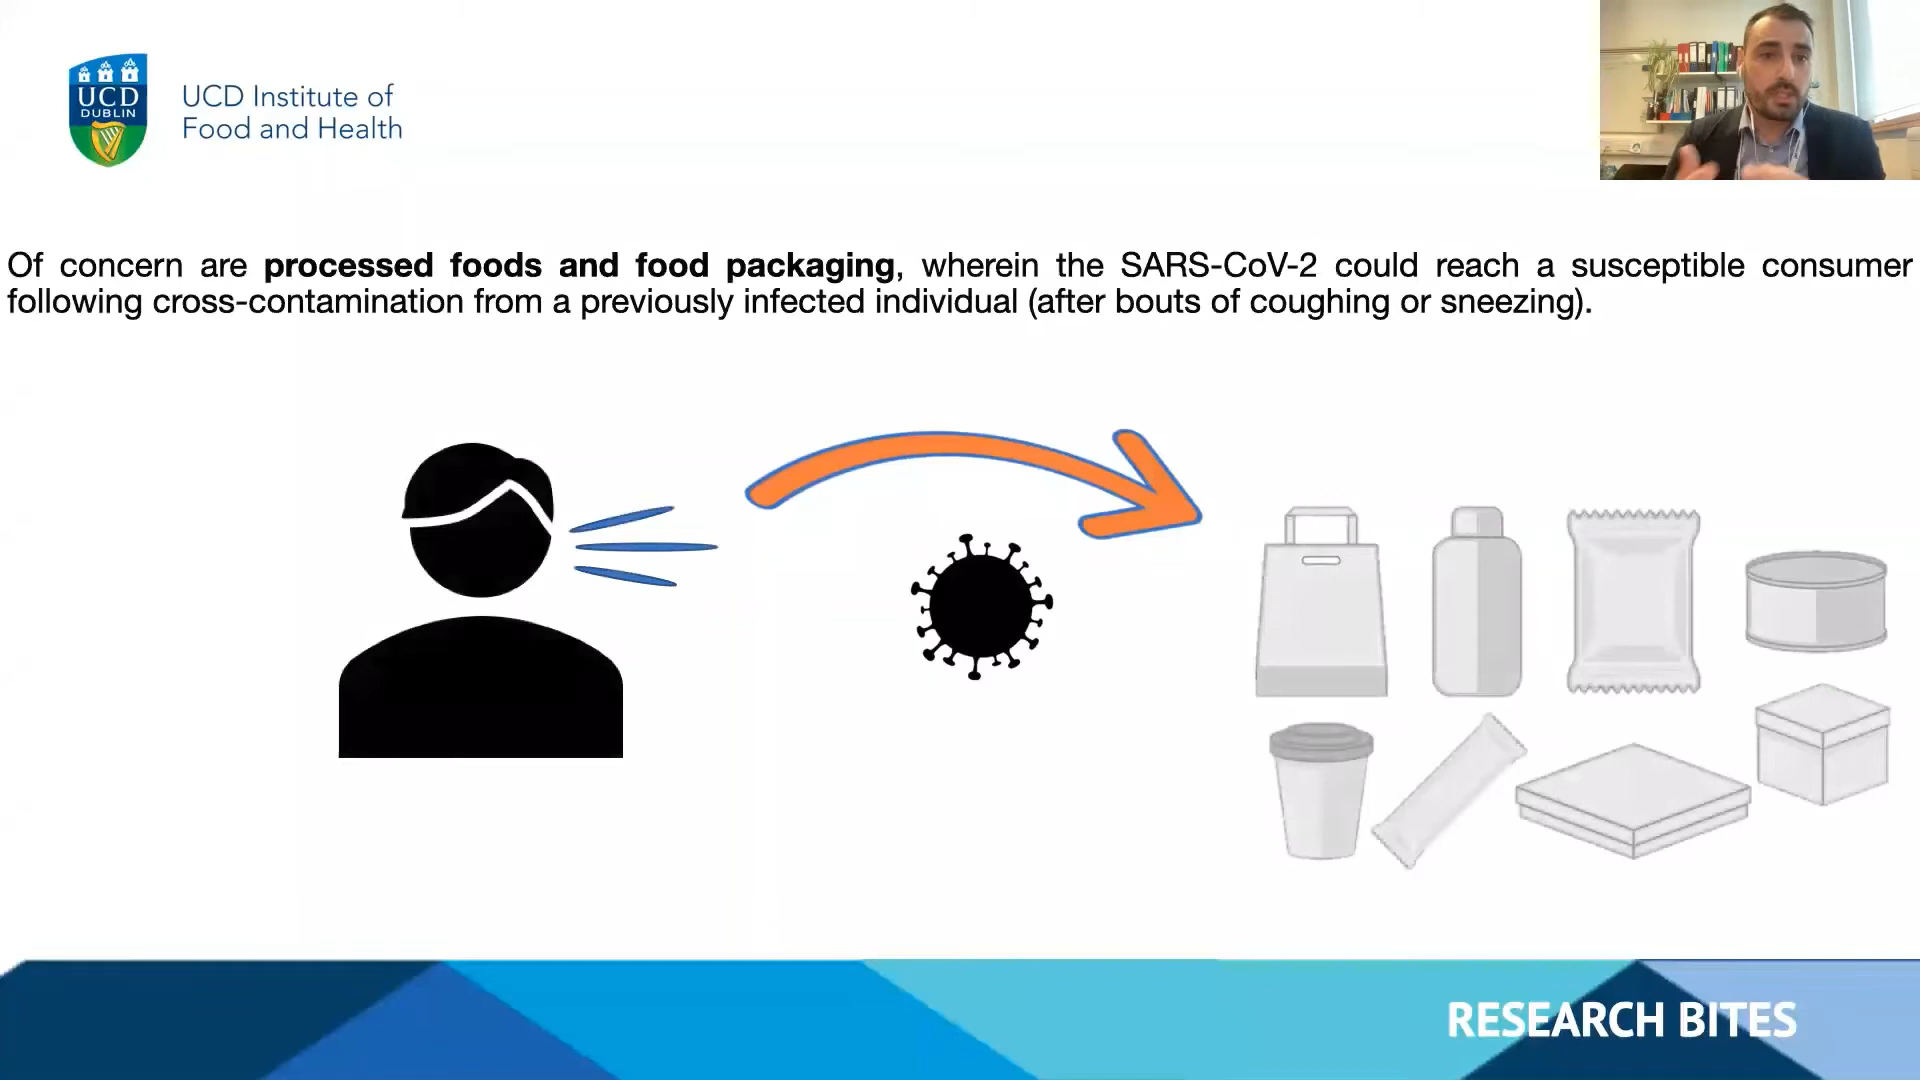 UCD
DUBLIN
UCD Institute of
Food and Health
Of concern are processed foods and food packaging, wherein the SARS-CoV-2 could reach a susceptible consumer
following cross-contamination from a previously infected individual (after bouts of coughing or sneezing).
RESEARCH BITES